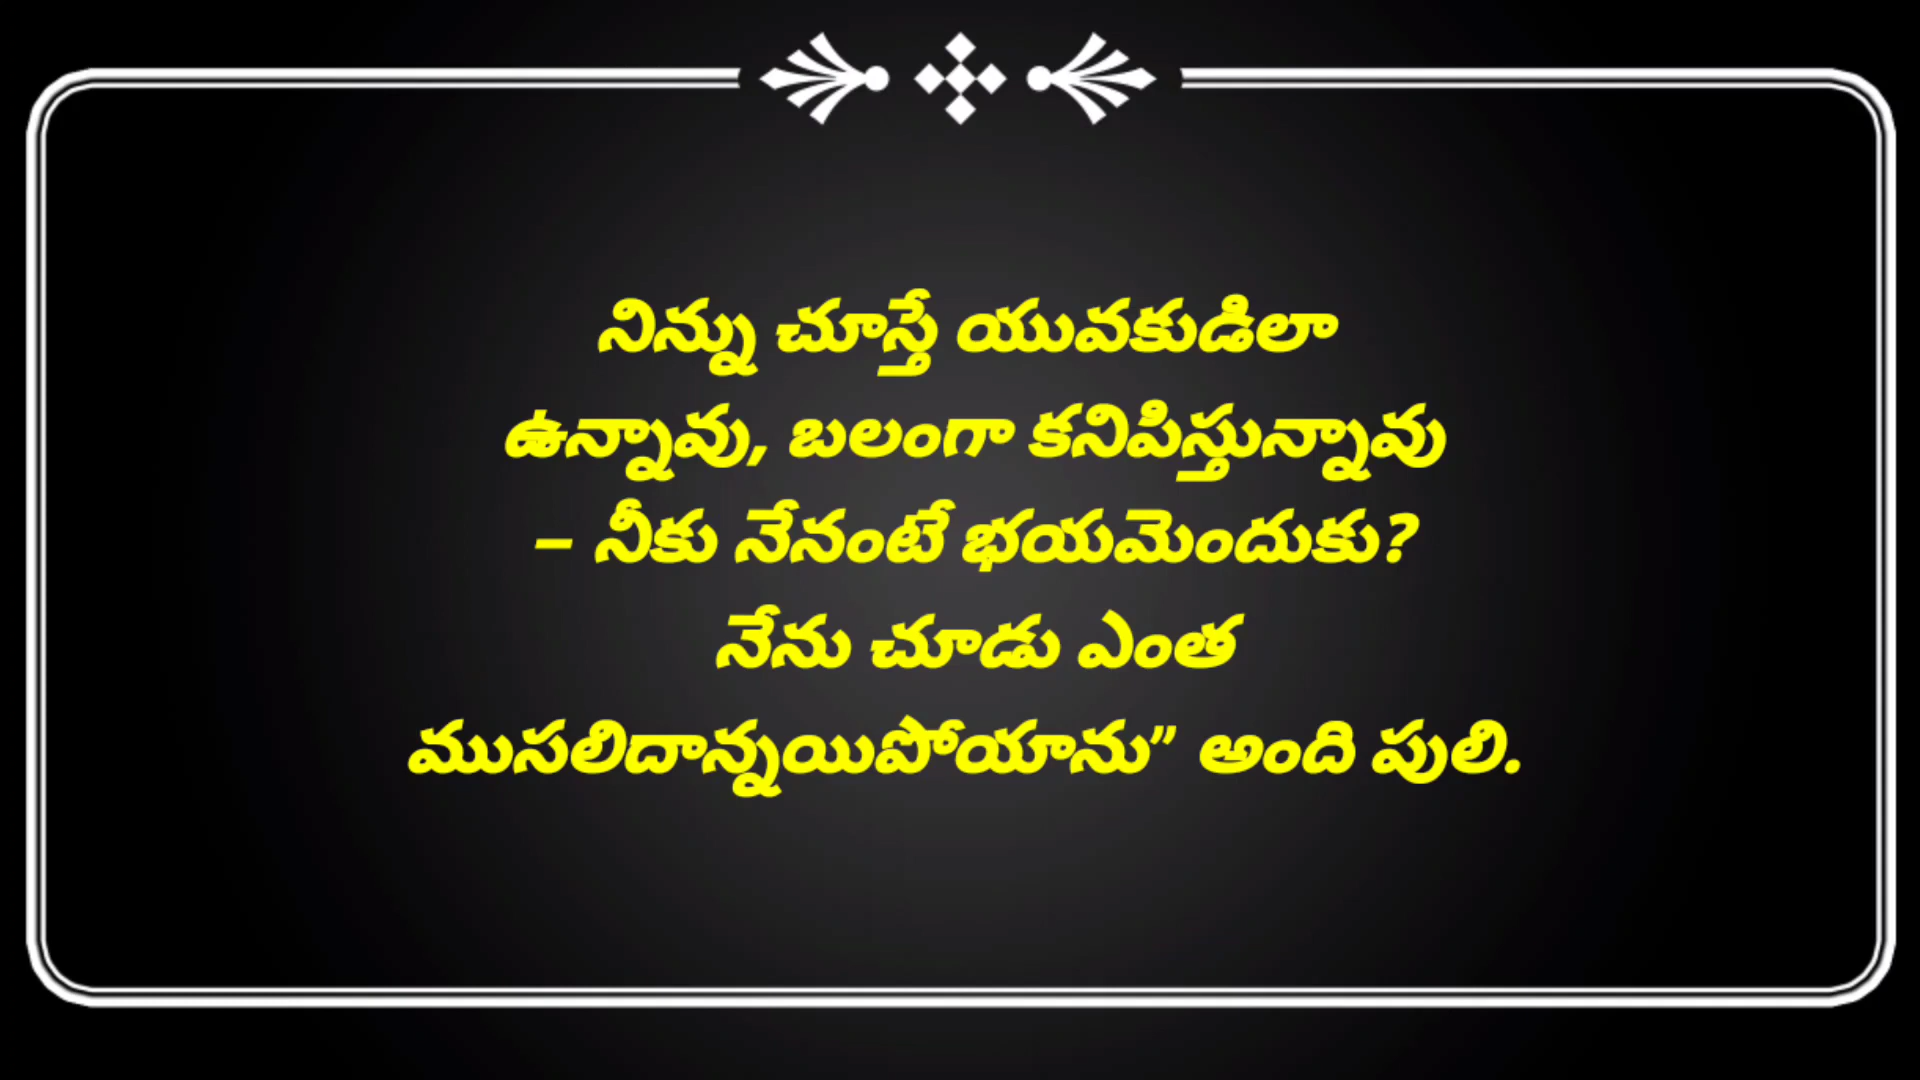 నిన్ను చూస్తే యువకుడిలా
ఉన్నావు, బలంగా కనిపిస్తున్నావు
– నీకు నేనంటే భయమెందుకు?
నేను చూడు ఎంత
ముసలిదాన్నయిపోయాను” అంది పులి.